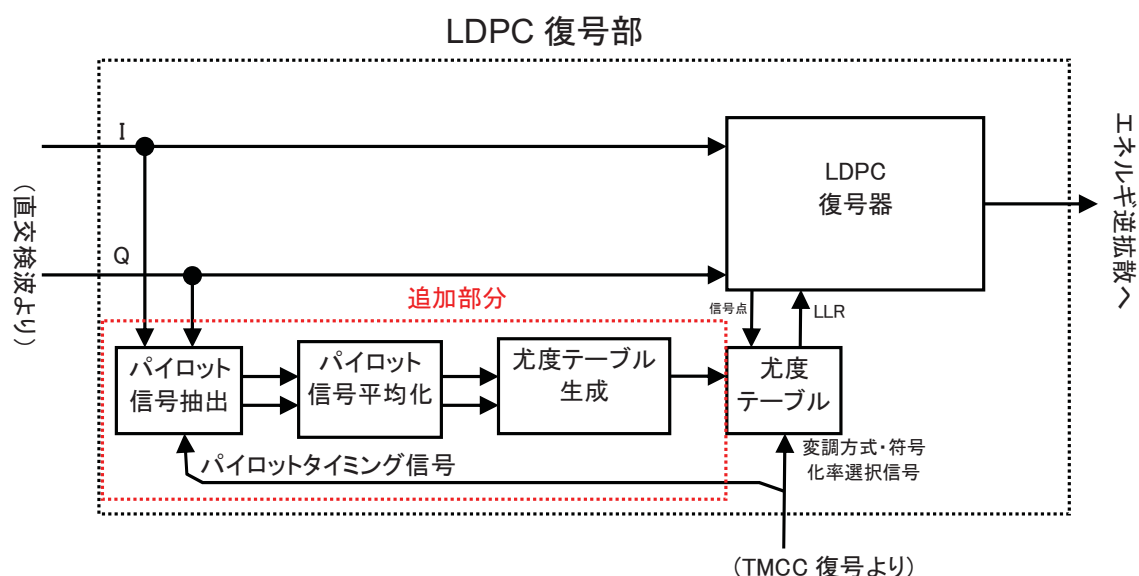 LDPC 復号部
I
Q
(直交検波より)
LDPC
復号器
エネルギ逆拡散へ
追加部分
信号点
LLR
パイロット
信号抽出
パイロット
信号平均化
尤度テーブル
生成
尤度
テーブル
パイロットタイミング信号
変調方式・符号
化率選択信号
(TMCC 復号より)